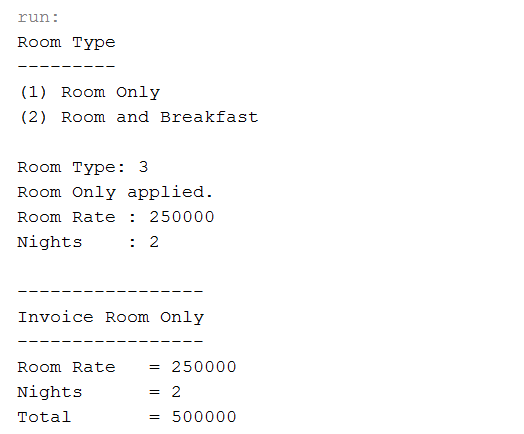 run:
Room Type
---------
(1) Room Only
(2) Room and Breakfast
Room Type: 3
Room Only applied.
Room Rate : 250000
Nights    : 2
-----------------
Invoice Room Only
-----------------
Room Rate   = 250000
Nights      = 2
Total       = 500000